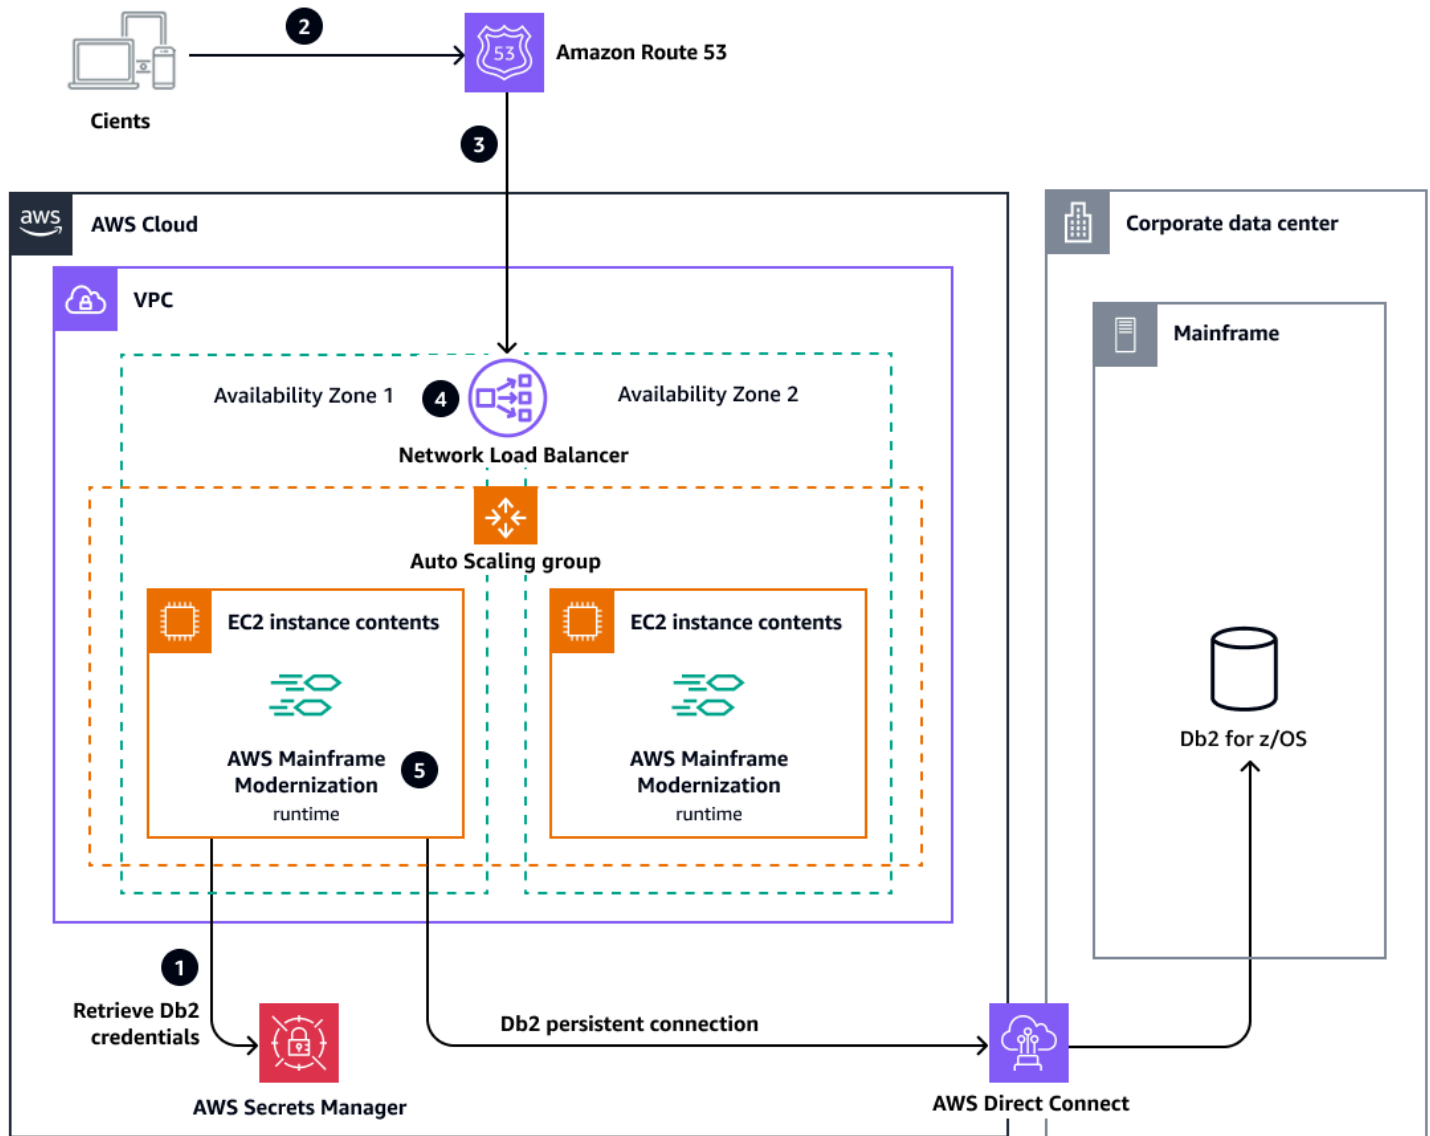 2
53
Amazon Route 53
Cients
3
aws
AWS Cloud
Corporate data center
VPC
Mainframe
Availability Zone 1
4
Availability Zone 2
Network Load Balancer
Auto Scaling group
EC2 instance contents
EC2 instance contents
AWS Mainframe
Modernization
runtime
5
AWS Mainframe
Modernization
runtime
Db2 for z/OS
1
Retrieve Db2
credentials
Db2 persistent connection
AWS Secrets Manager
AWS Direct Connect